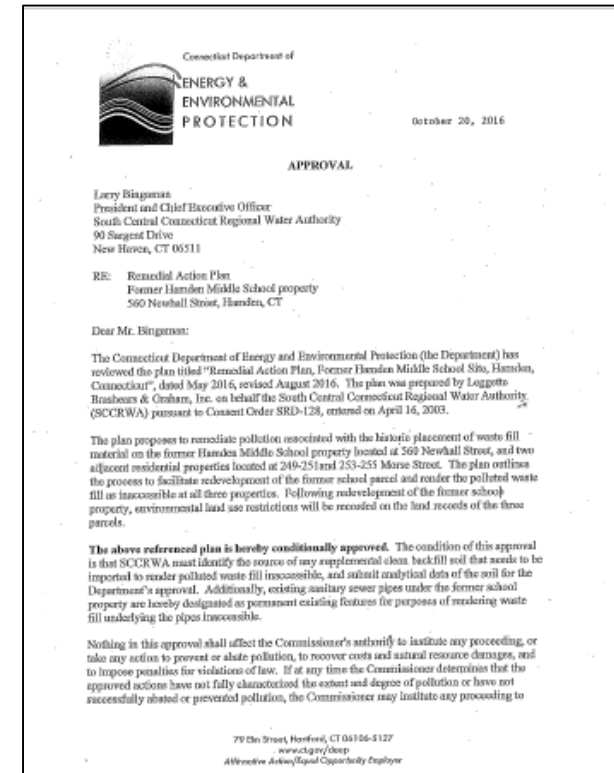 Connecticut Department of
ENERGY &
ENVIRONMENTAL
PROTECTION
October 20, 2016
APPROVAL
Larry Bingaman
President and Chief Executive Officer
South Central Connecticut Regional Water Authority
90 Sargent Drive
New Haven, CT 06511
RE: Remedial Action Plan
Former Hamden Middle School property
560 Newhall Street, Hamden, CT
Dear Mr. Bingaman:
The Connecticut Department of Energy and Environmental Protection (the Department) has
reviewed the plan titled "Remedial Action Plan, Former Hamden Middle School Site, Hamden,
Connecticut", dated May 2016, revised August 2016. The plan was prepared by Leggette
Brashears & Graham, Inc. on behalf the South Central Connecticut Regional Water Authority
(SCCRWA) pursuant to Consent Order SRD-128, entered on April 16, 2003.
The plan proposes to remediate pollution associated with the historic placement of waste fill
material on the former Hamden Middle School property located at 560 Newhall Street, and two
adjacent residential properties located at 249-251and 253-255 Morse Street. The plan outlines
the process to facilitate redevelopment of the former school parcel and render the polluted waste
fill as inaccessible at all three properties. Following redevelopment of the former school
property, environmental land use restrictions will be recorded on the land records of the three
parcels.
The above referenced plan is hereby conditionally approved. The condition of this approval
is that SCCRWA must identify the source of any supplemental clean backfill soil that needs to be
imported to render polluted waste fill inaccessible, and submit analytical data of the soil for the
Department's approval. Additionally, existing sanitary sewer pipes under the former school
property are hereby designated as permanent existing features for purposes of rendering waste
fill underlying the pipes inaccessible.
Nothing in this approval shall affect the Commissioner's authority to institute any proceeding, or
take any action to prevent or abate pollution, to recover costs and natural resource damages, and
to impose penalties for violations of law. If at any time the Commissioner determines that the
approved actions have not fully characterized the extent and degree of pollution or have not
successfully abated or prevented pollution, the Commissioner may institute any proceeding to
79 Elm Street, Hartford, CT 06106-5127
www.ct.gov/deep
Affirmative Action/Equal Opportunity Employer